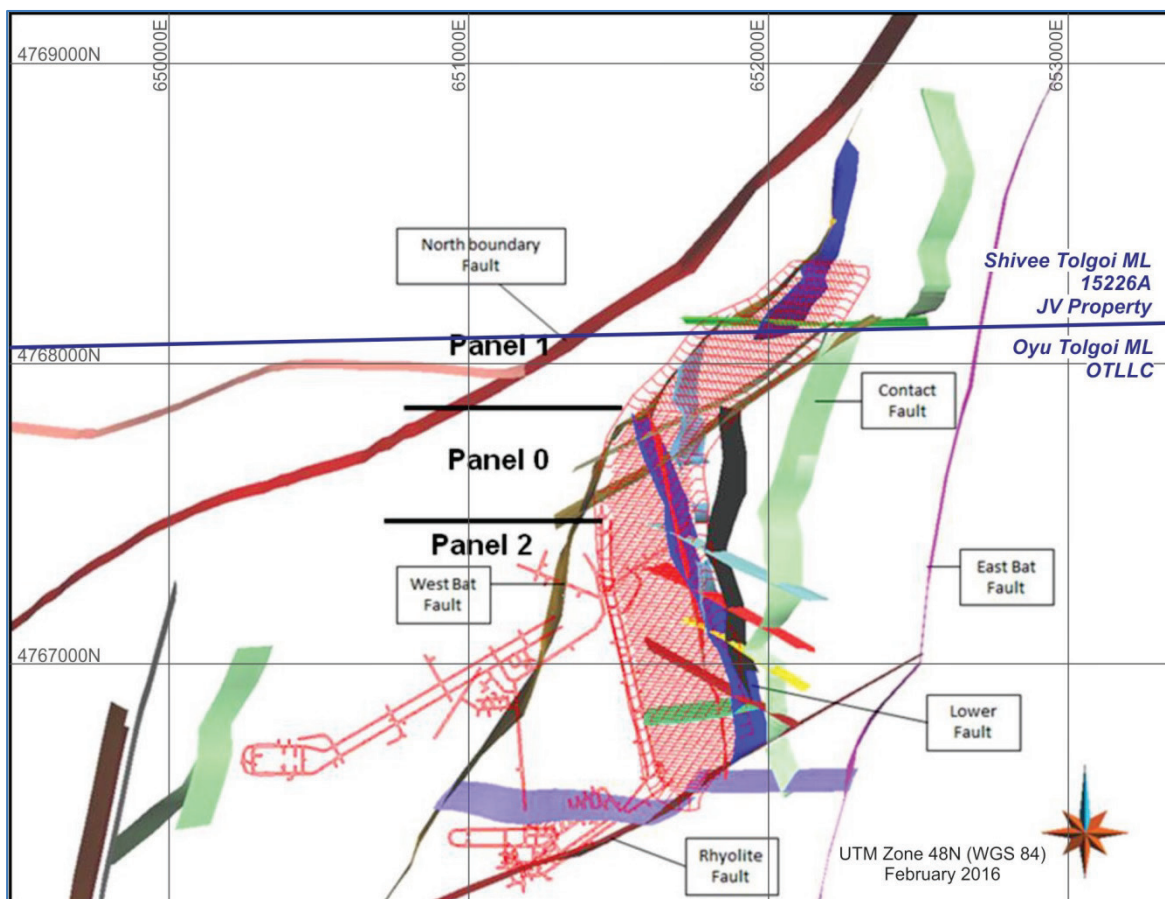 650000E
651000E
652000E
653000E
4769000N
North boundary
Fault
Shivee Tolgoi ML
15226A
JV Property
Panel 1
4768000N
Oyu Tolgoi ML
OTLLC
Contact
Fault
Panel 0
Panel 2
West Bat
Fault
East Bat
Fault
4767000N
Lower
Fault
Rhyolite
Fault
UTM Zone 48N (WGS 84)
February 2016